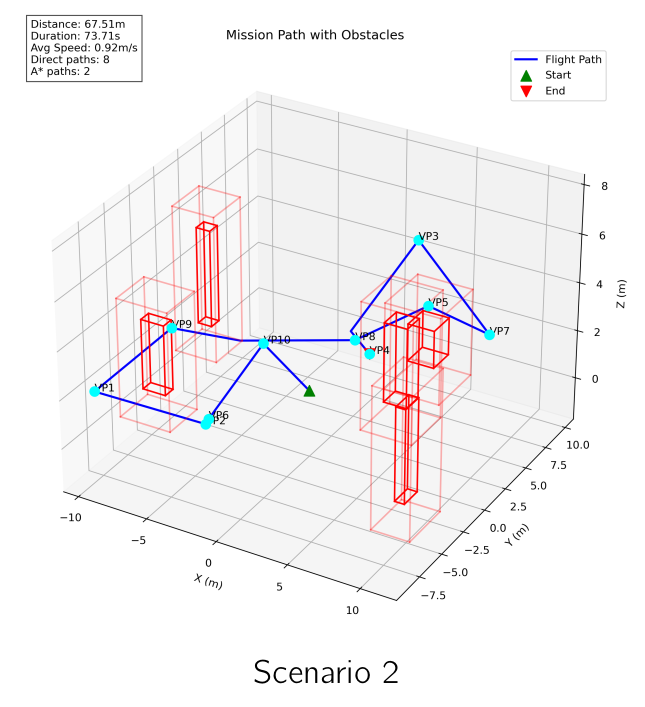 Distance: 67.51m
Duration: 73.71s
Avg Speed: 0.92m/s
Direct paths: 8
A* paths: 2
Mission Path with Obstacles
Flight Path
Start
End
VP3
VP5
VP7
VP8
VP4
VP9
VP10
VP1
VP6
P2
8
6
4
2
0
Z (m)
10.0
7.5
5.0
2.5
0.0
−2.5
−5.0
−7.5
Y (m)
−10
−5
0
5
10
X (m)
Scenario 2